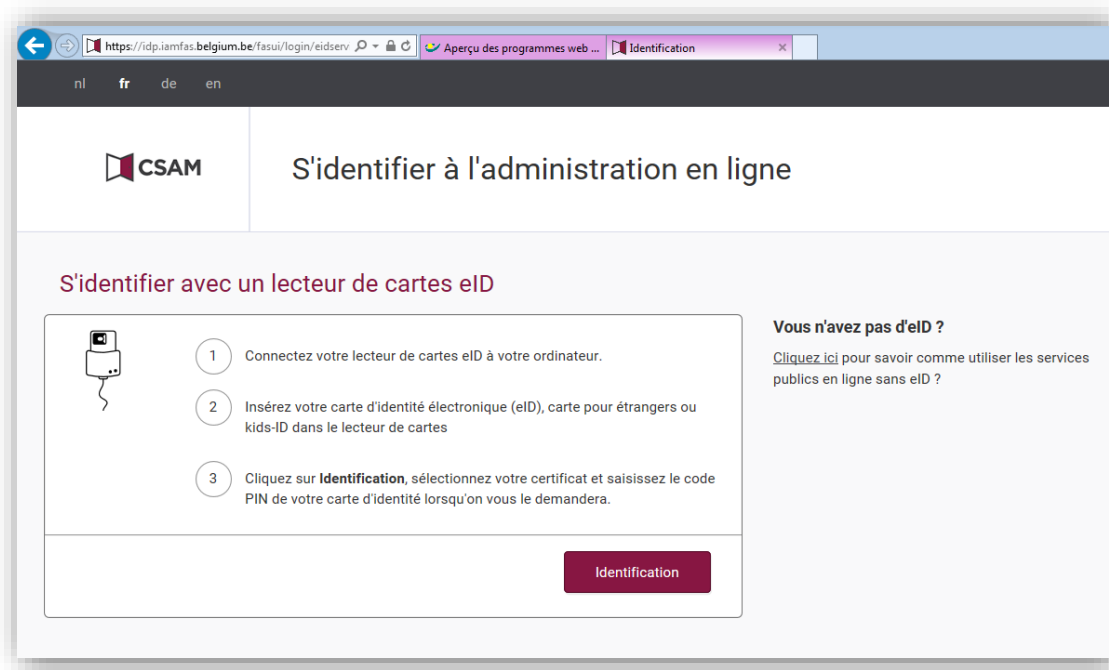 https://idp.iamfas.belgium.be/fasui/login/eidserv
Aperçu des programmes web ...
Identification
nl fr de en
CSAM
S'identifier à l'administration en ligne
S'identifier avec un lecteur de cartes eID
1
Connectez votre lecteur de cartes eID à votre ordinateur.
2
Insérez votre carte d'identité électronique (eID), carte pour étrangers ou
kids-ID dans le lecteur de cartes
3
Cliquez sur Identification, sélectionnez votre certificat et saisissez le code
PIN de votre carte d'identité lorsqu'on vous le demandera.
Identification
Vous n'avez pas d'eID ?
Cliquez ici pour savoir comme utiliser les services
publics en ligne sans eID ?